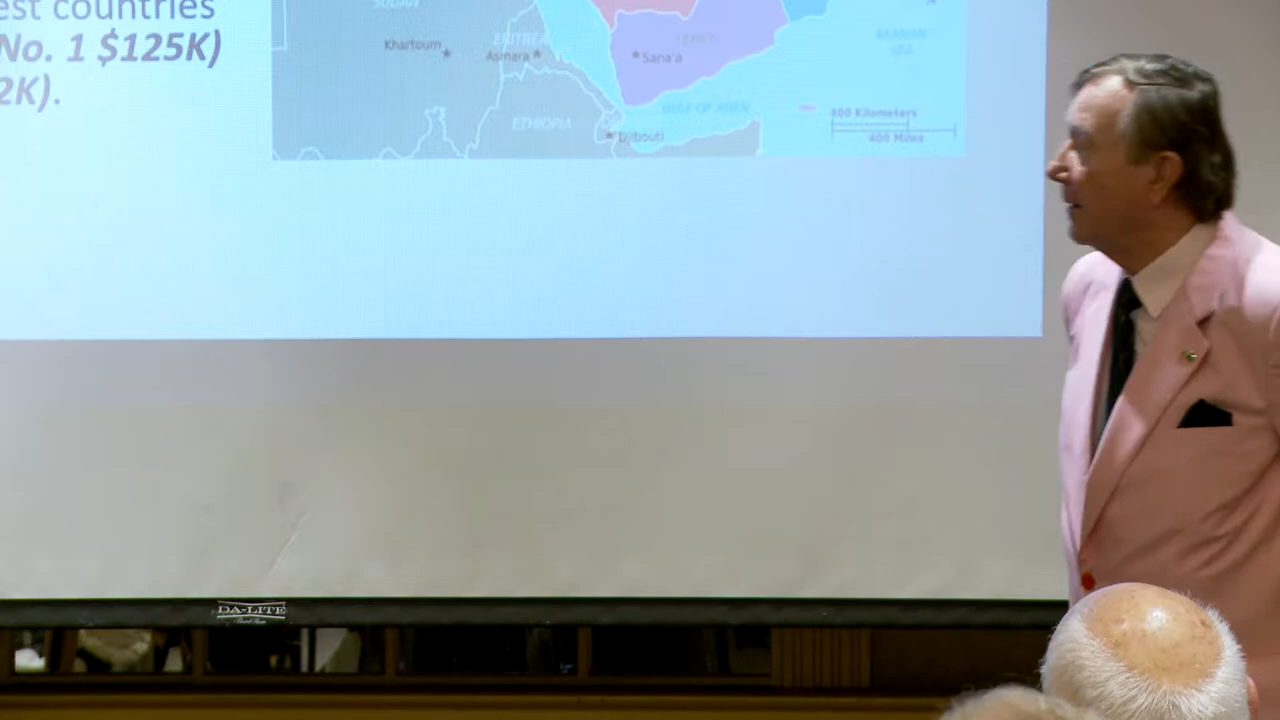 est countries
No. 1 $125K)
2K).
SUDAN
Khartoum
ERITREA
Asmara
YEMEN
Sana'a
ARABIAN
SEA
GULF OF ADEN
ETHIOPIA
Djibouti
400 Kilometers
400 Miles
DA-LITE